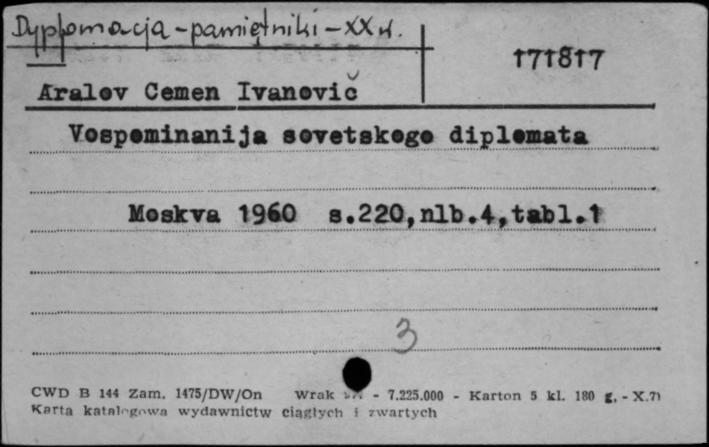 Dyplomacja - pamiętniki - XX w.
171817
Aralov Cemen Ivanovič
Vospominanija sovetskogo diplomata
Moskva 1960 s.220,nlb.4,tabl.1
3
CWD B 144 Zam. 1475/DW/On Wrak - 7.225.000 - Karton 5 kl. 180 g. - X.71
Karta katalogowa wydawnictw ciągłych i zwartych